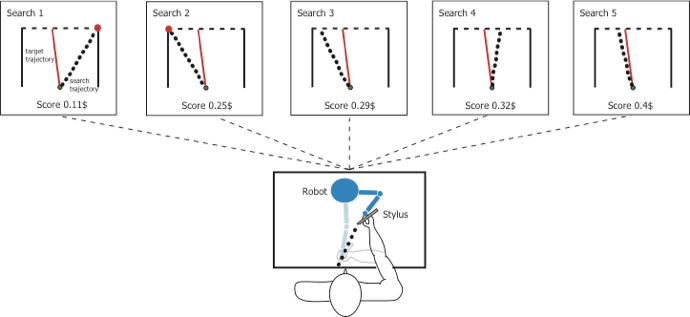 Search 1
target
trajectory
search
trajectory
Score 0.11$
Search 2
Score 0.25$
Search 3
Score 0.29$
Search 4
Score 0.32$
Search 5
Score 0.4$
Robot
Stylus